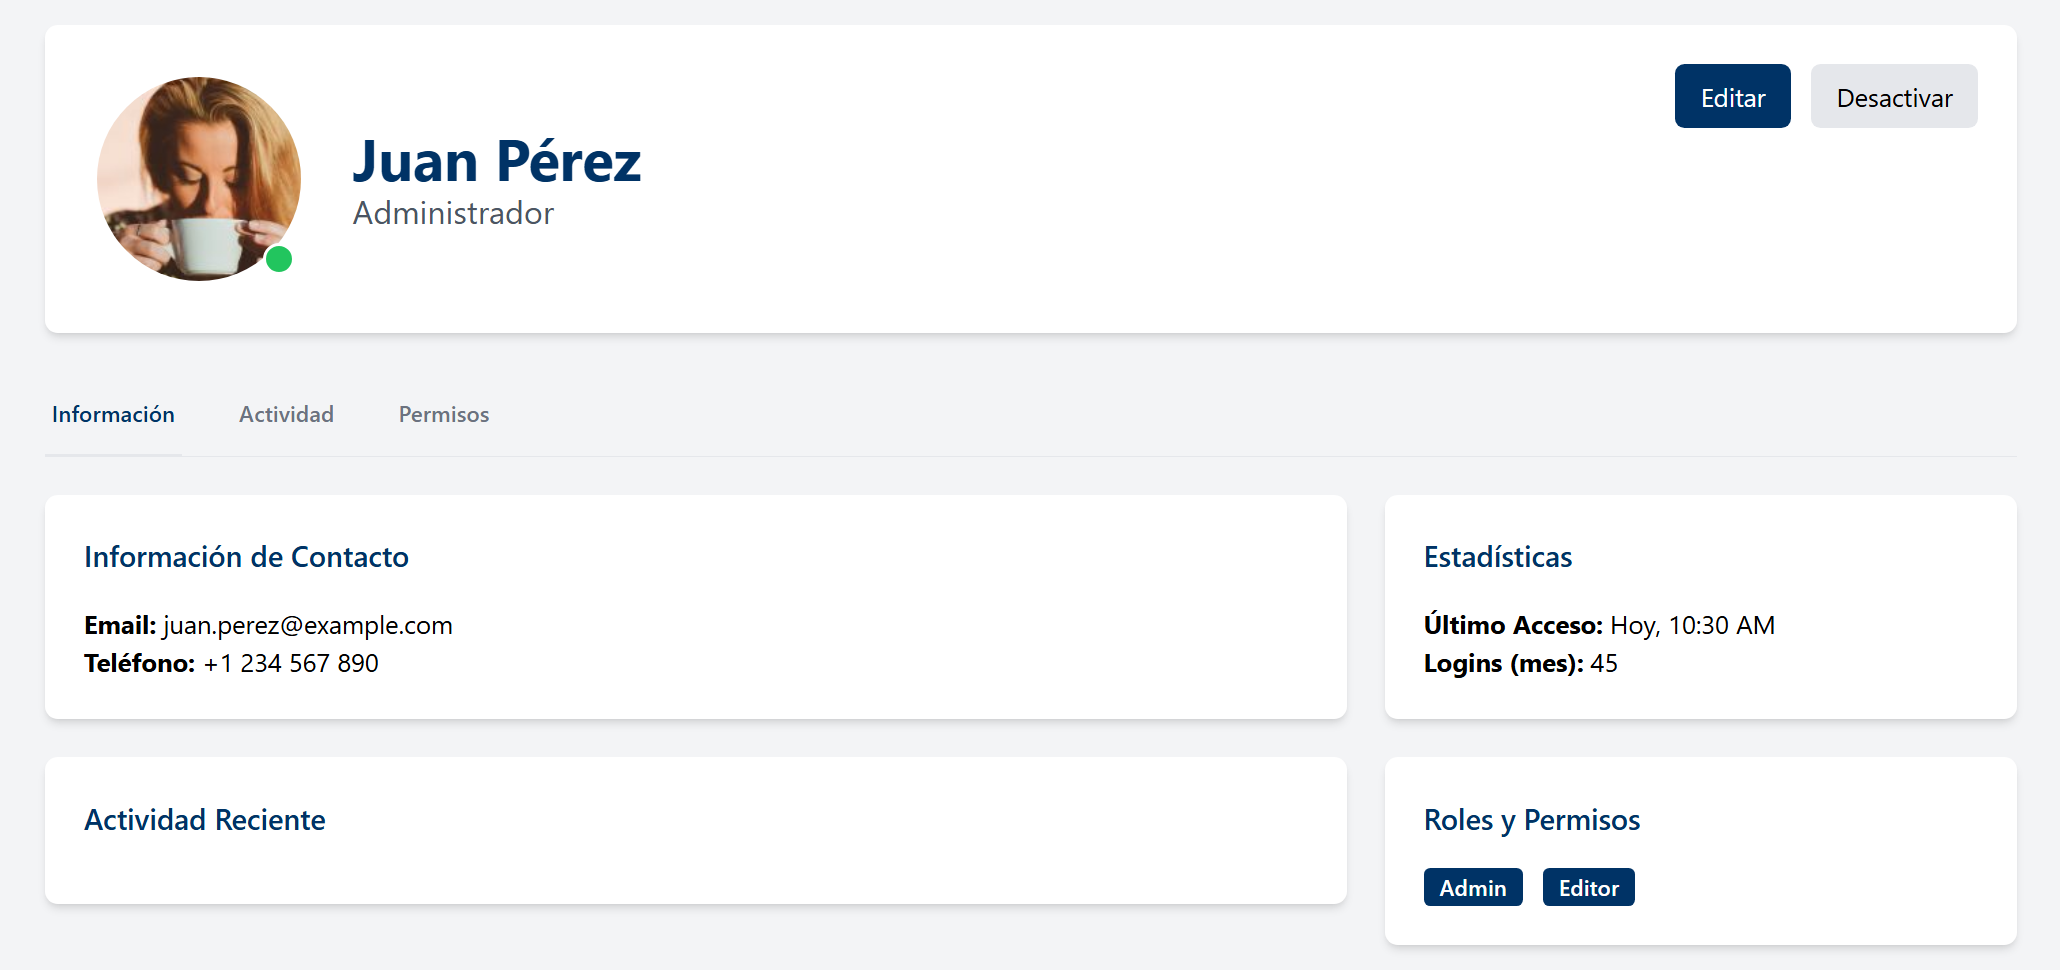 Editar
Desactivar
Juan Pérez
Administrador
Información
Actividad
Permisos
Información de Contacto
Email: juan.perez@example.com
Teléfono: +1 234 567 890
Estadísticas
Último Acceso: Hoy, 10:30 AM
Logins (mes): 45
Actividad Reciente
Roles y Permisos
Admin
Editor